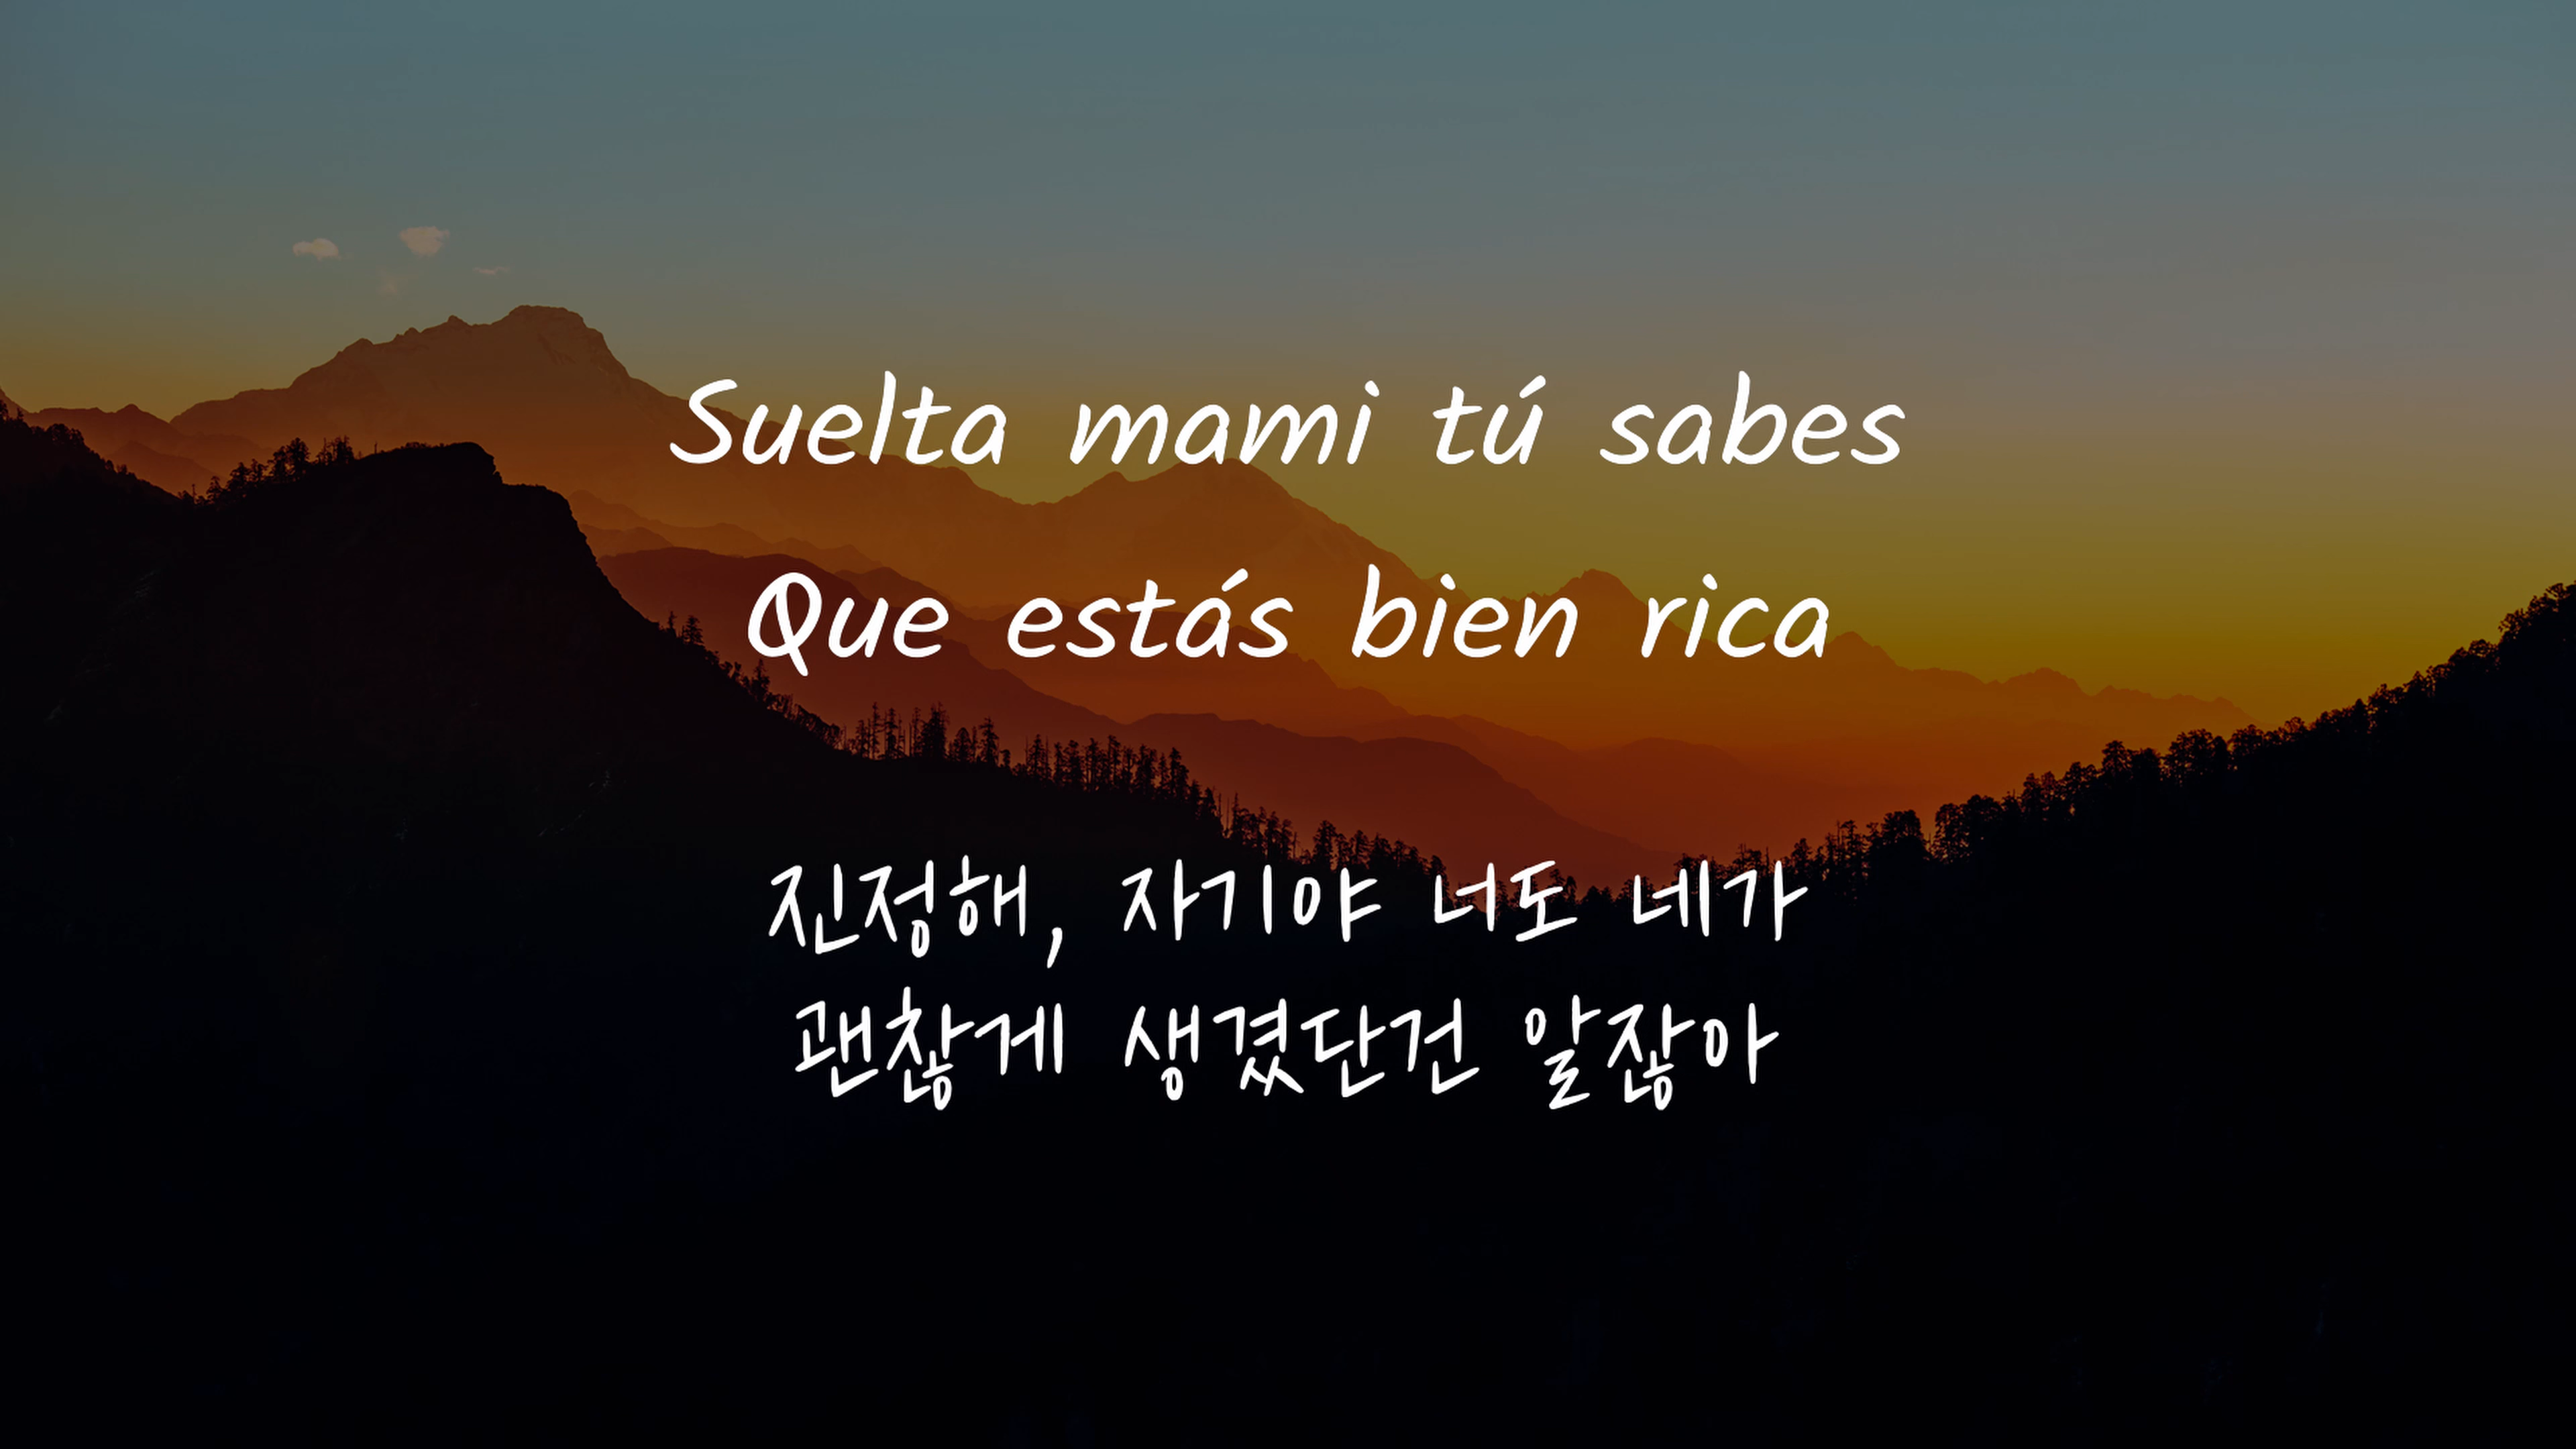 Suelta mami tú sabes
Que estás bien rica
진정해, 자기야 너도 네가
괜찮게 생겼단건 알잖아